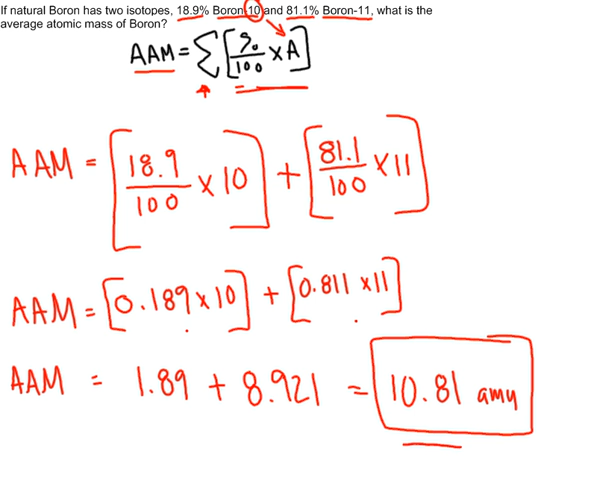 If natural Boron has two isotopes, 18.9% Boron 10 and 81.1% Boron-11, what is the
average atomic mass of Boron?
AAM = Σ [%/100 x A]
AAM = [18.9/100 x 10] + [81.1/100 x 11]
AAM = [0.189 x 10] + [0.811 x 11]
AAM = 1.89 + 8.921 = 10.81 amu